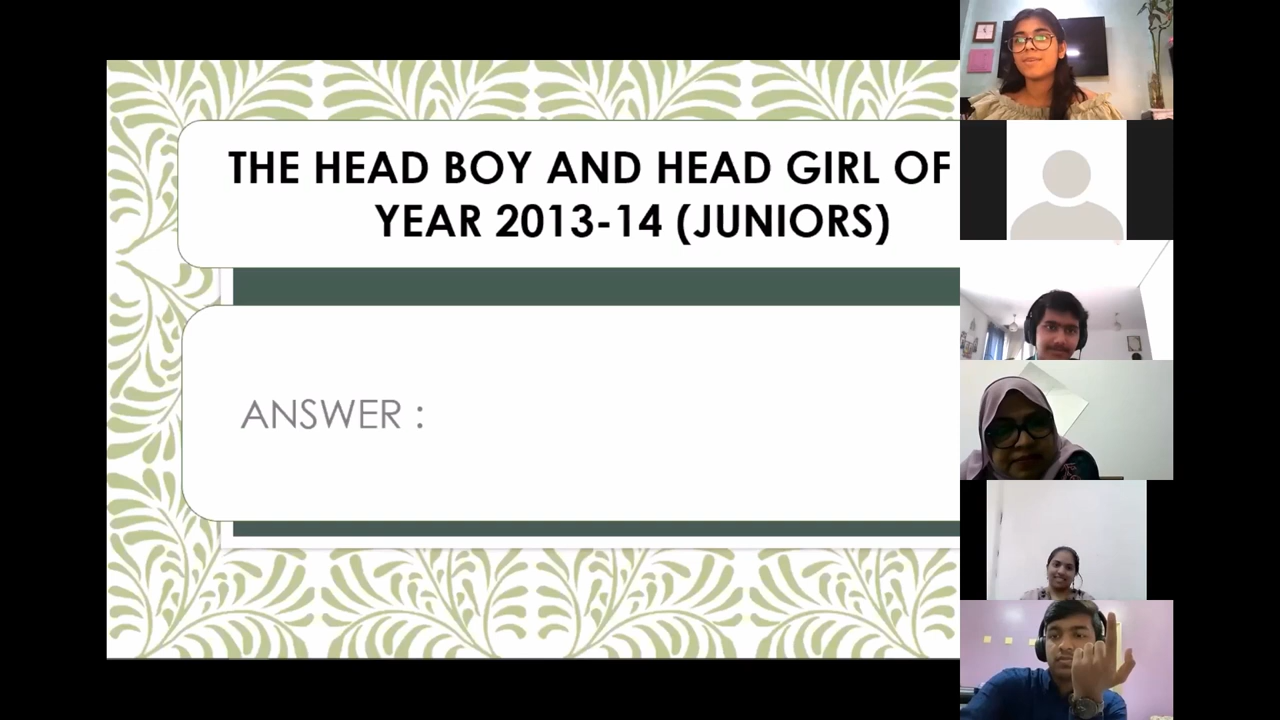 THE HEAD BOY AND HEAD GIRL OF
YEAR 2013-14 (JUNIORS)
ANSWER :